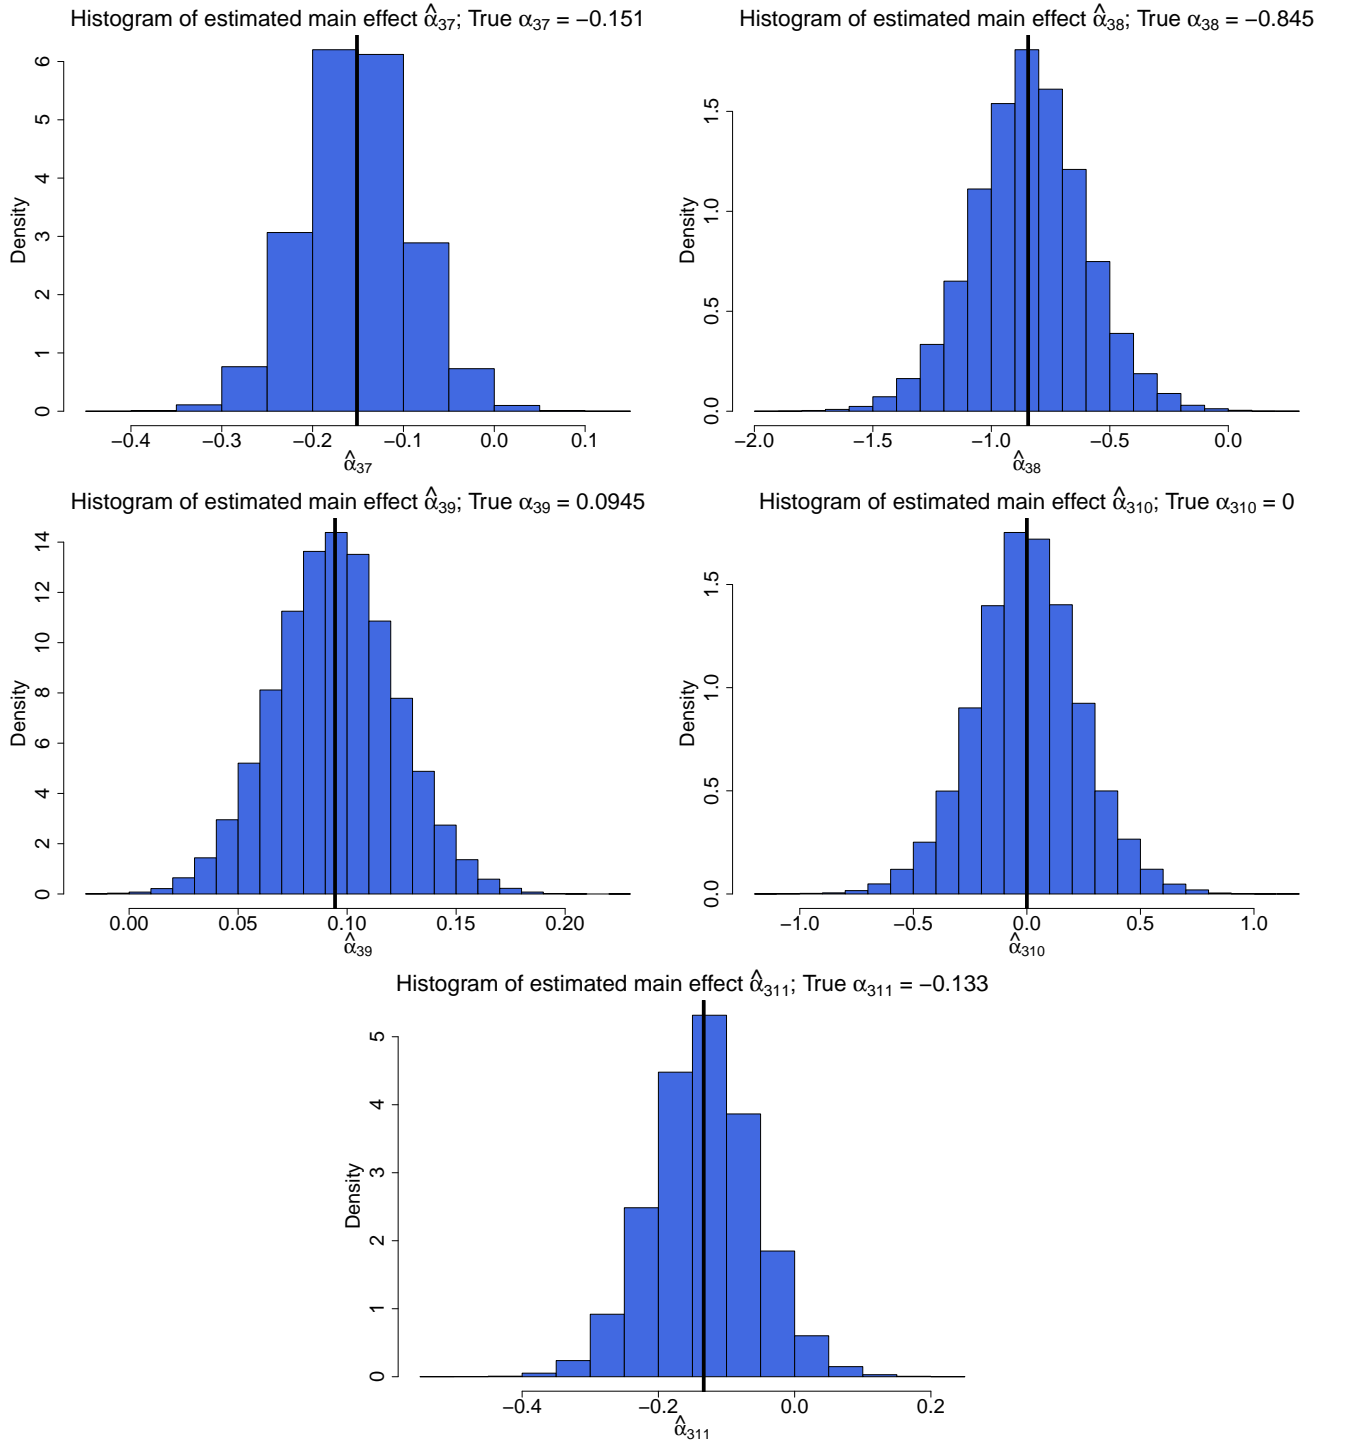 Histogram of estimated main effect α̂₃₇; True α₃₇ = −0.151
Density
0 1 2 3 4 5 6
−0.4 −0.3 −0.2 −0.1 0.0 0.1
α̂₃₇
Histogram of estimated main effect α̂₃₈; True α₃₈ = −0.845
Density
0.0 0.5 1.0 1.5
−2.0 −1.5 −1.0 −0.5 0.0
α̂₃₈
Histogram of estimated main effect α̂₃₉; True α₃₉ = 0.0945
Density
0 2 4 6 8 10 12 14
0.00 0.05 0.10 0.15 0.20
α̂₃₉
Histogram of estimated main effect α̂₃₁₀; True α₃₁₀ = 0
Density
0.0 0.5 1.0 1.5
−1.0 −0.5 0.0 0.5 1.0
α̂₃₁₀
Histogram of estimated main effect α̂₃₁₁; True α₃₁₁ = −0.133
Density
0 1 2 3 4 5
−0.4 −0.2 0.0 0.2
α̂₃₁₁